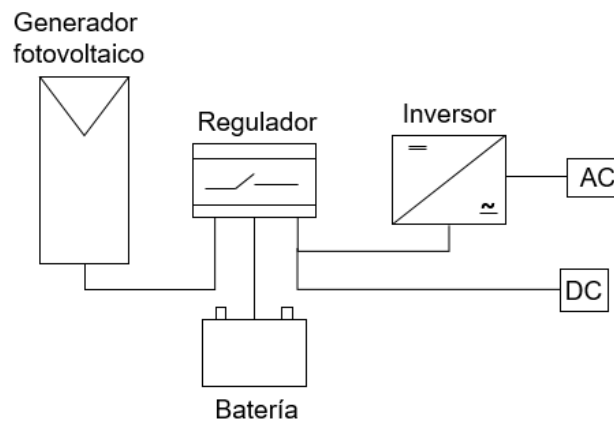 Generador
fotovoltaico
Regulador
Inversor
AC
DC
Batería